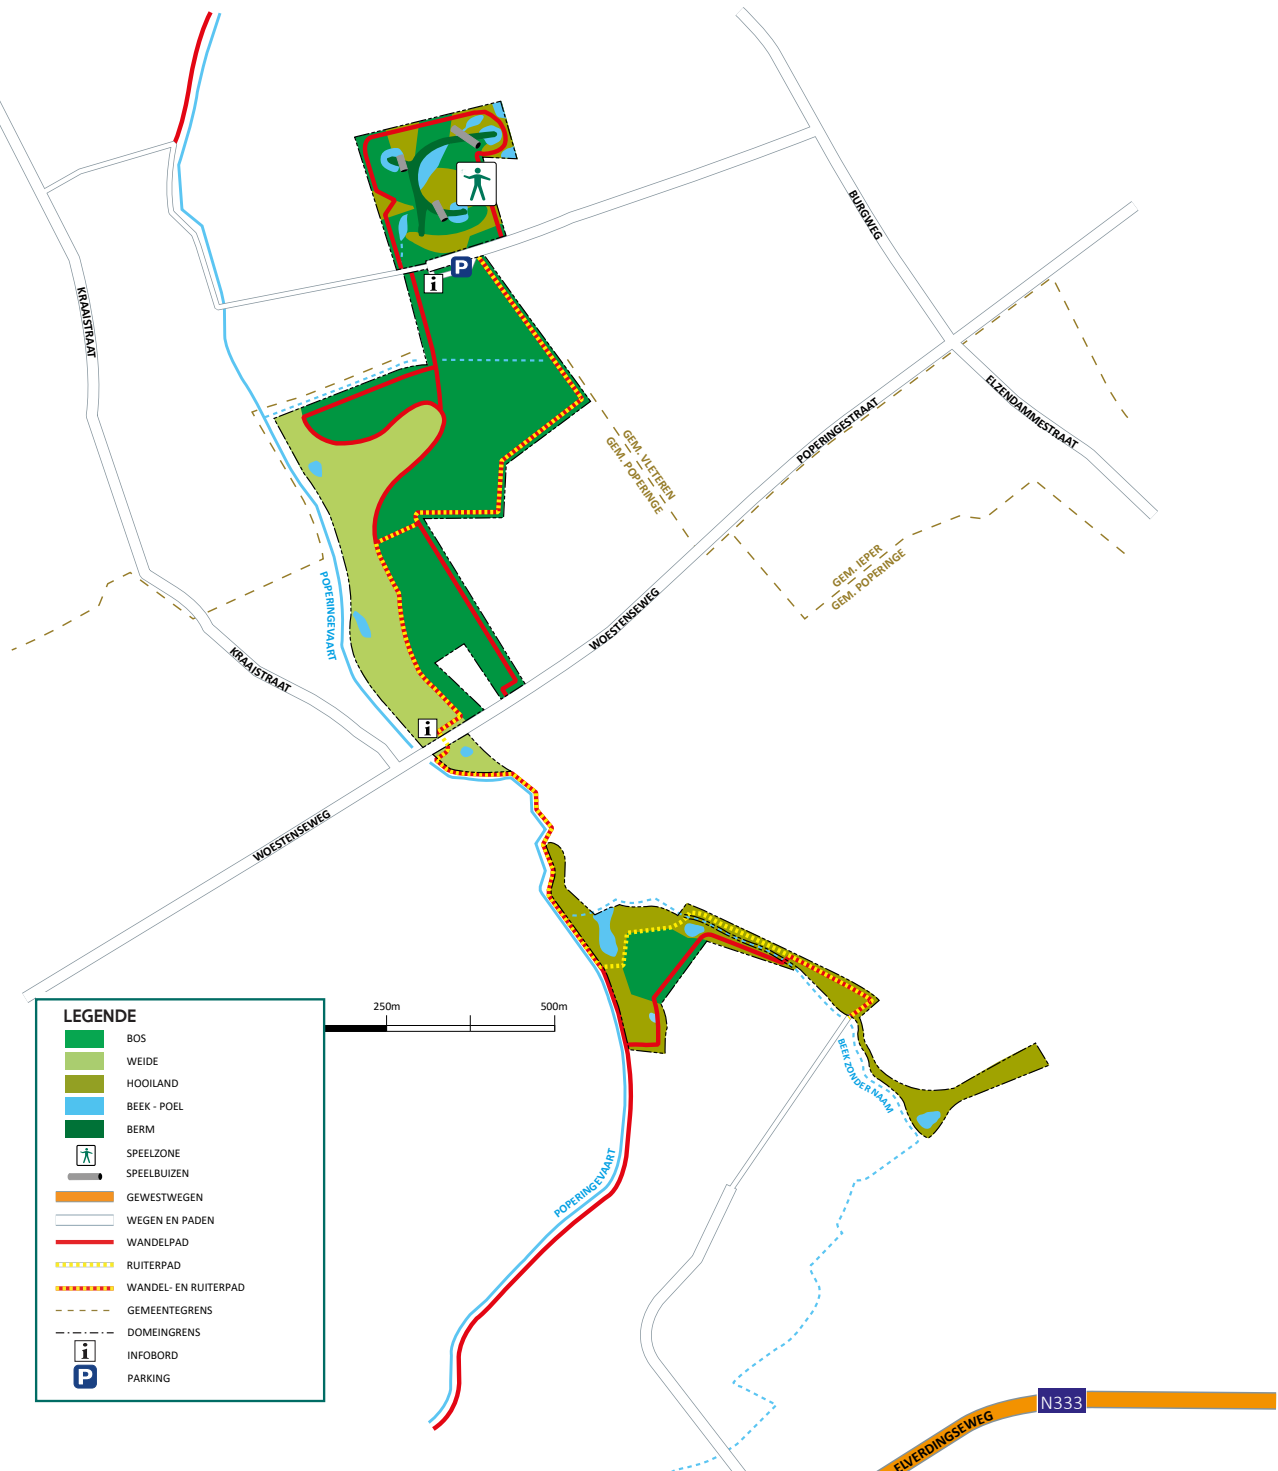 P
i
BURGWEG
KRAAISTRAAT
ELZENDAMMESTRAAT
POPERINGESTRAAT
GEM. VLETEREN
GEM. POPERINGE
GEM. IEPER
GEM. POPERINGE
POPERINGEVAART
WOESTENSEWEG
KRAAISTRAAT
i
WOESTENSEWEG
250m
500m
BEEK ZONDER NAAM
POPERINGEVAART
LEGENDE
BOS
WEIDE
HOOILAND
BEEK - POEL
BERM
SPEELZONE
SPEELBUIZEN
GEWESTWEGEN
WEGEN EN PADEN
WANDELPAD
RUITERPAD
WANDEL- EN RUITERPAD
GEMEENTEGRENS
DOMEINGRENS
i INFOBORD
P PARKING
N333
ELVERDINGSEWEG